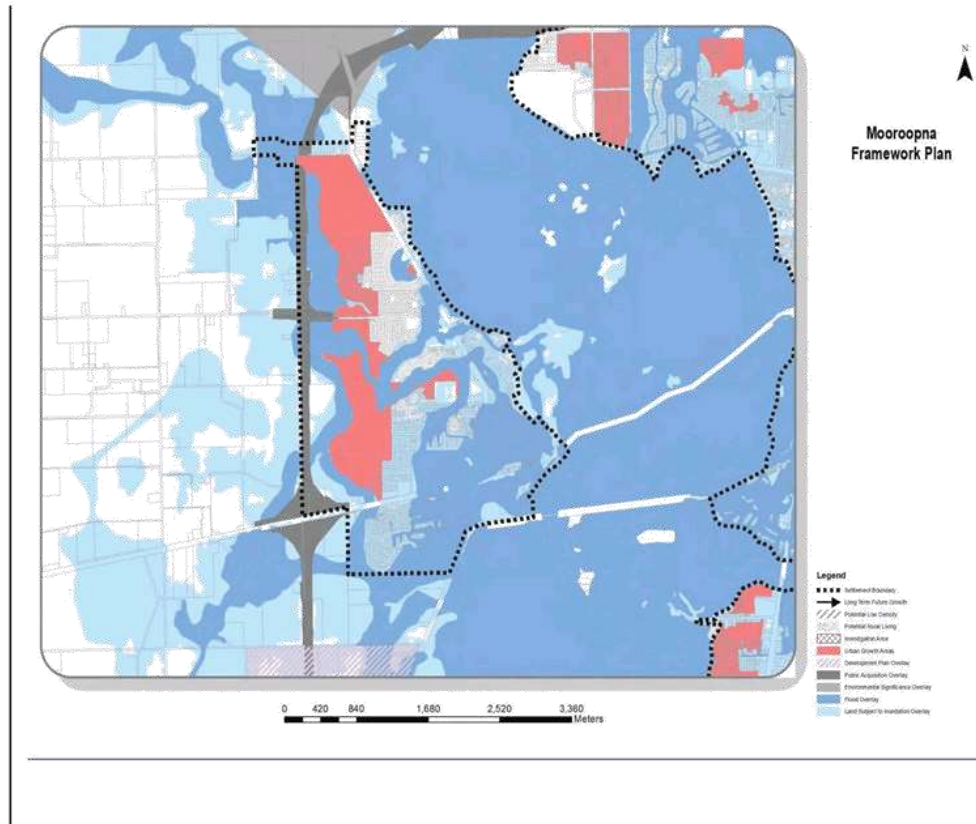 N
Mooroopna
Framework Plan
Legend
Settlement Boundary
Long Term Future Growth
Potential Low Density
Potential Rural Living
Investigation Area
Urban Growth Areas
Development Plan Overlay
Public Acquisition Overlay
Environmental Significance Overlay
Flood Overlay
Land Subject to Inundation Overlay
0 420 840 1,680 2,520 3,360
Meters